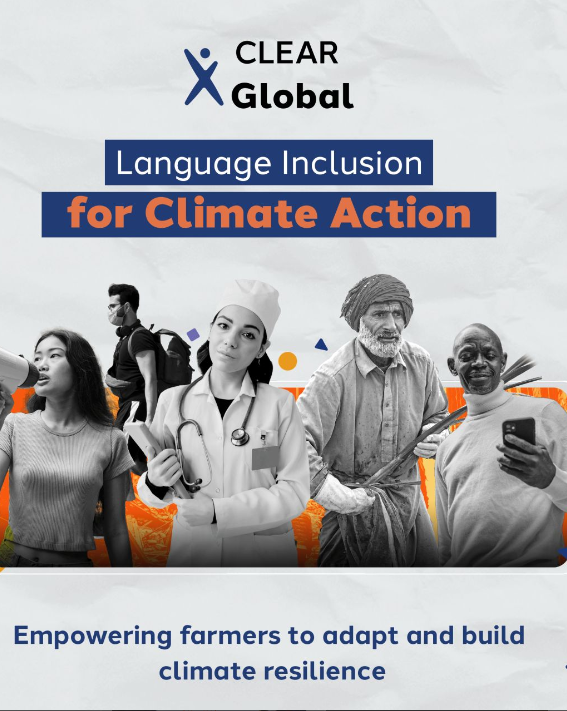 CLEAR
Global
Language Inclusion
for Climate Action
Empowering farmers to adapt and build
climate resilience